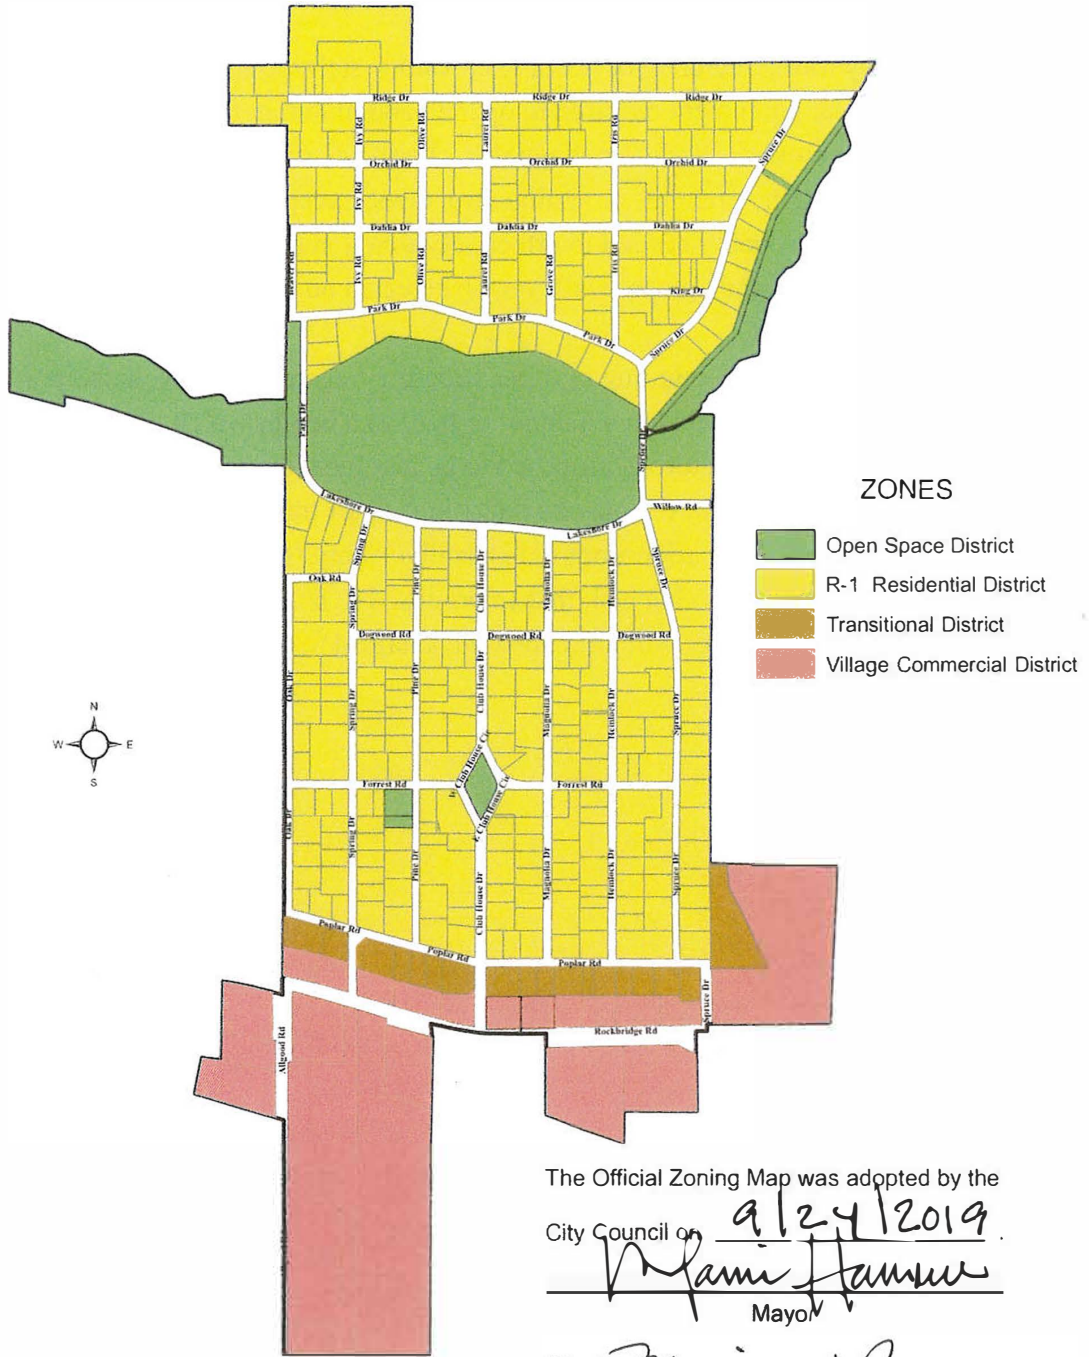 Ridge Dr Ridge Dr Ridge Dr
Ivy Rd Olive Rd Laurel Rd Iris Rd Spruce Dr
Orchid Dr Orchid Dr Orchid Dr
Ivy Rd
Dahlia Dr Dahlia Dr Dahlia Dr
Beaver Rd Ivy Rd Olive Rd Laurel Rd Grove Rd Iris Rd
King Dr
Park Dr Park Dr Park Dr Spruce Dr
Park Dr Spruce Dr
Lakeshore Dr Lakeshore Dr Willow Rd
Spring Dr
Oak Rd Spring Dr Pine Dr Club House Dr Magnolia Dr Hemlock Dr Spruce Dr
Dogwood Rd Dogwood Rd Dogwood Rd
Oak Dr Spring Dr Pine Dr Club House Dr Magnolia Dr Hemlock Dr Spruce Dr
W Club House Cir
Forrest Rd Forrest Rd
E Club House Cir
Oak Dr Spring Dr Pine Dr Club House Dr Magnolia Dr Hemlock Dr Spruce Dr
Poplar Rd Poplar Rd Poplar Rd
Spruce Dr
Rockbridge Rd
Allgood Rd
ZONES
Open Space District
R-1 Residential District
Transitional District
Village Commercial District
N
W E
S
The Official Zoning Map was adopted by the
City Council on 9/24/2019.
Mayor